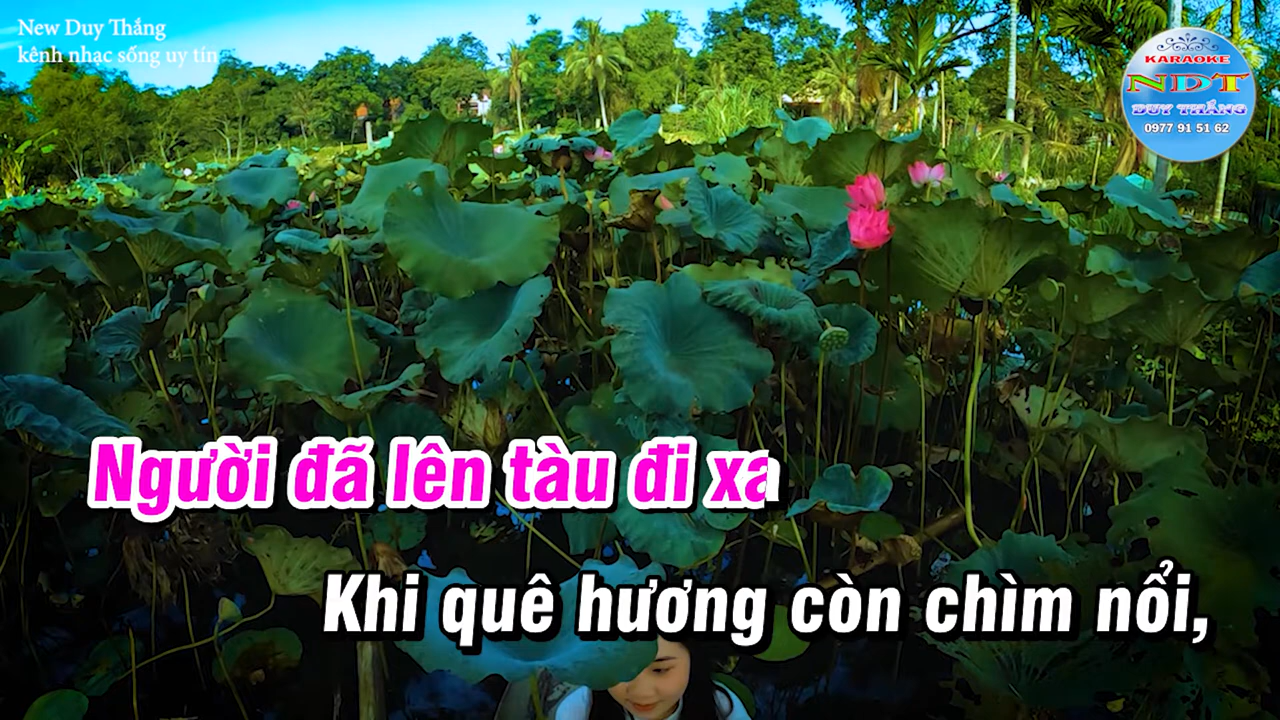 New Duy Thắng
kênh nhạc sống uy tín
KARAOKE
NDT
DUY THẮNG
0977 91 51 62
Người đã lên tàu đi xa
Khi quê hương còn chìm nổi,